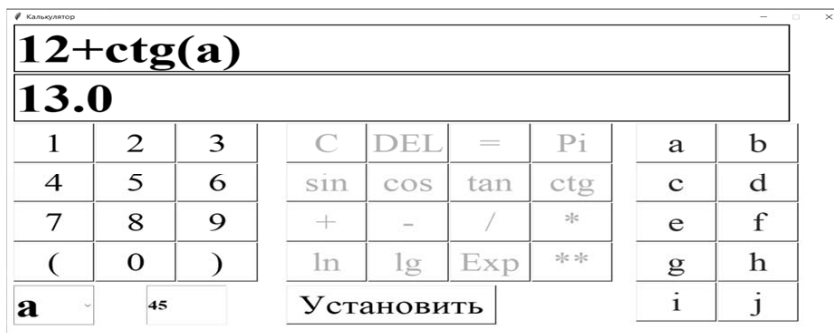 Калькулятор
12+ctg(a)
13.0
1 2 3 C DEL = Pi a b
4 5 6 sin cos tan ctg c d
7 8 9 + - / * e f
( 0 ) ln lg Exp ** g h
a 45 Установить i j